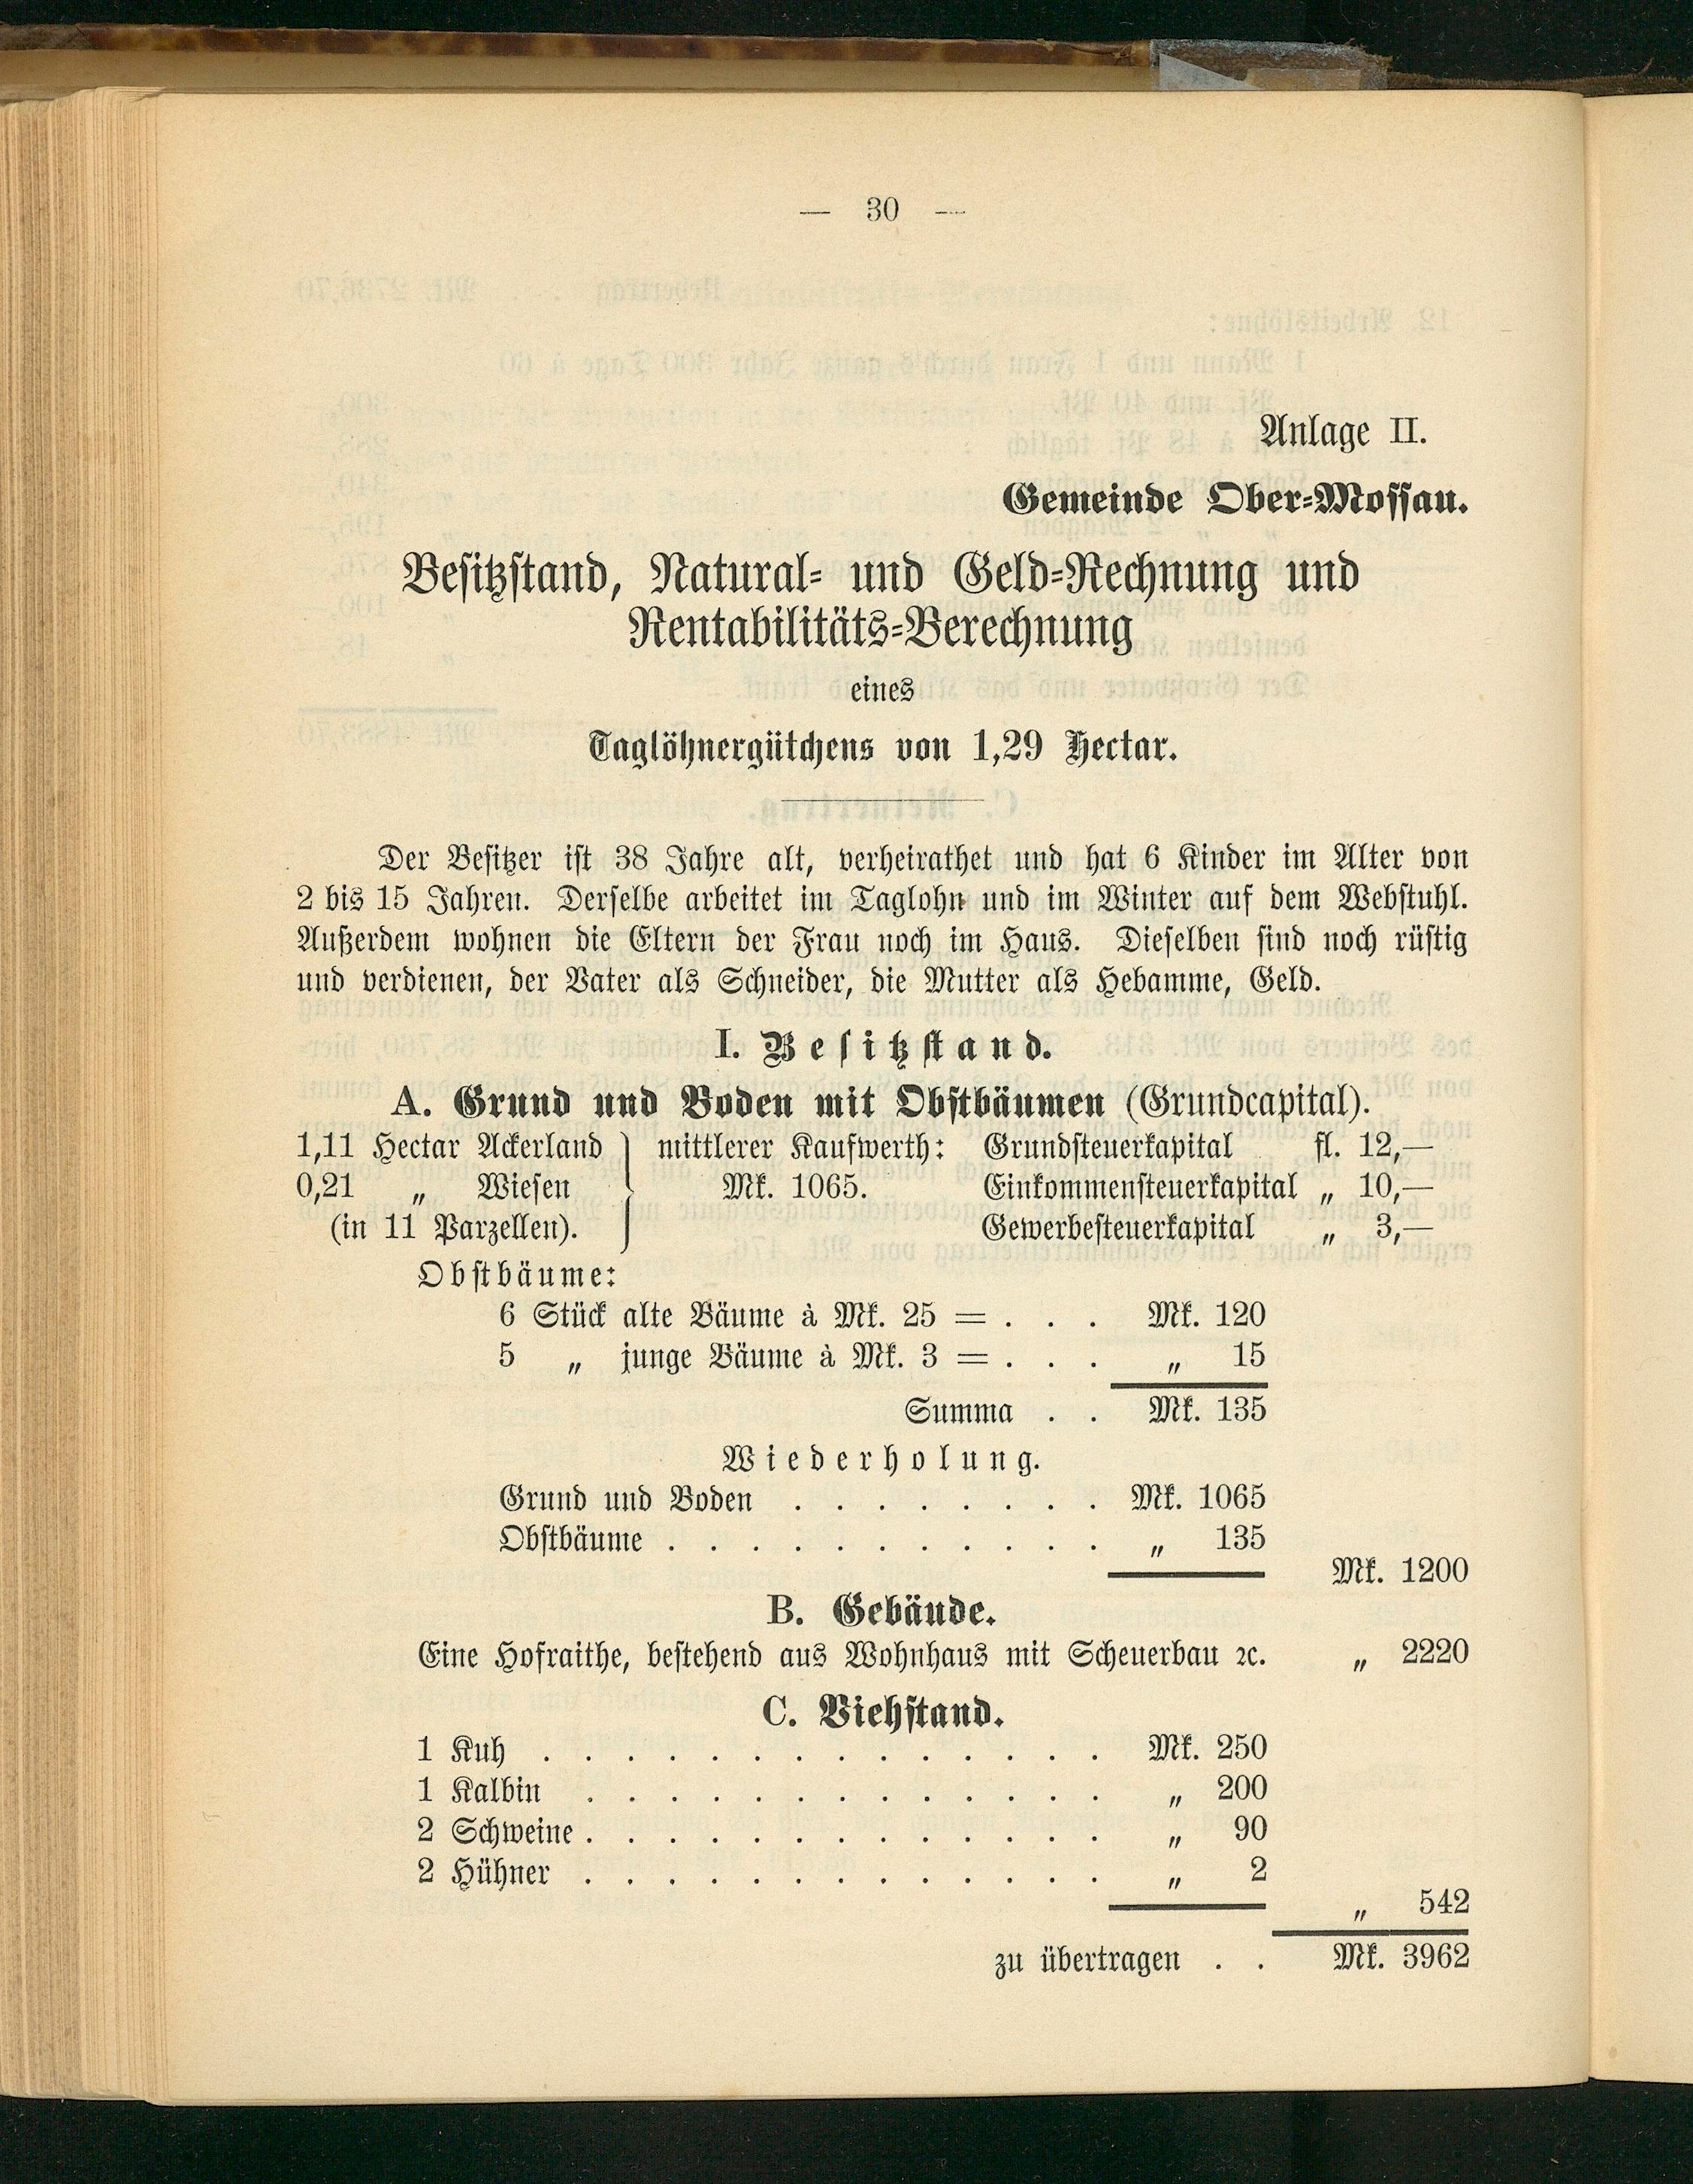 — 30 —
Anlage II.
Gemeinde Ober-Mossau.
Besitzstand, Natural- und Geld-Rechnung und
Rentabilitäts-Berechnung
eines
Taglöhnergütchens von 1,29 Hectar.
Der Besitzer ist 38 Jahre alt, verheirathet und hat 6 Kinder im Alter von
2 bis 15 Jahren. Derselbe arbeitet im Taglohn und im Winter auf dem Webstuhl.
Außerdem wohnen die Eltern der Frau noch im Haus. Dieselben sind noch rüstig
und verdienen, der Vater als Schneider, die Mutter als Hebamme, Geld.
I. Besitzstand.
A. Grund und Boden mit Obstbäumen (Grundcapital).
1,11 Hectar Ackerland } mittlerer Kaufwerth: Grundsteuerkapital fl. 12,—
0,21 „ Wiesen Mk. 1065. Einkommensteuerkapital „ 10,—
(in 11 Parzellen). Gewerbesteuerkapital „ 3,—
Obstbäume:
6 Stück alte Bäume à Mk. 25 = . . . Mk. 120
5 „ junge Bäume à Mk. 3 = . . . „ 15
Summa . . Mk. 135
Wiederholung.
Grund und Boden . . . . . . . . Mk. 1065
Obstbäume . . . . . . . . . . . „ 135
Mk. 1200
B. Gebäude.
Eine Hofraithe, bestehend aus Wohnhaus mit Scheuerbau ꝛc. „ 2220
C. Viehstand.
1 Kuh . . . . . . . . . . . . . . Mk. 250
1 Kalbin . . . . . . . . . . . . . „ 200
2 Schweine . . . . . . . . . . . . . „ 90
2 Hühner . . . . . . . . . . . . . „ 2
„ 542
zu übertragen . . Mk. 3962